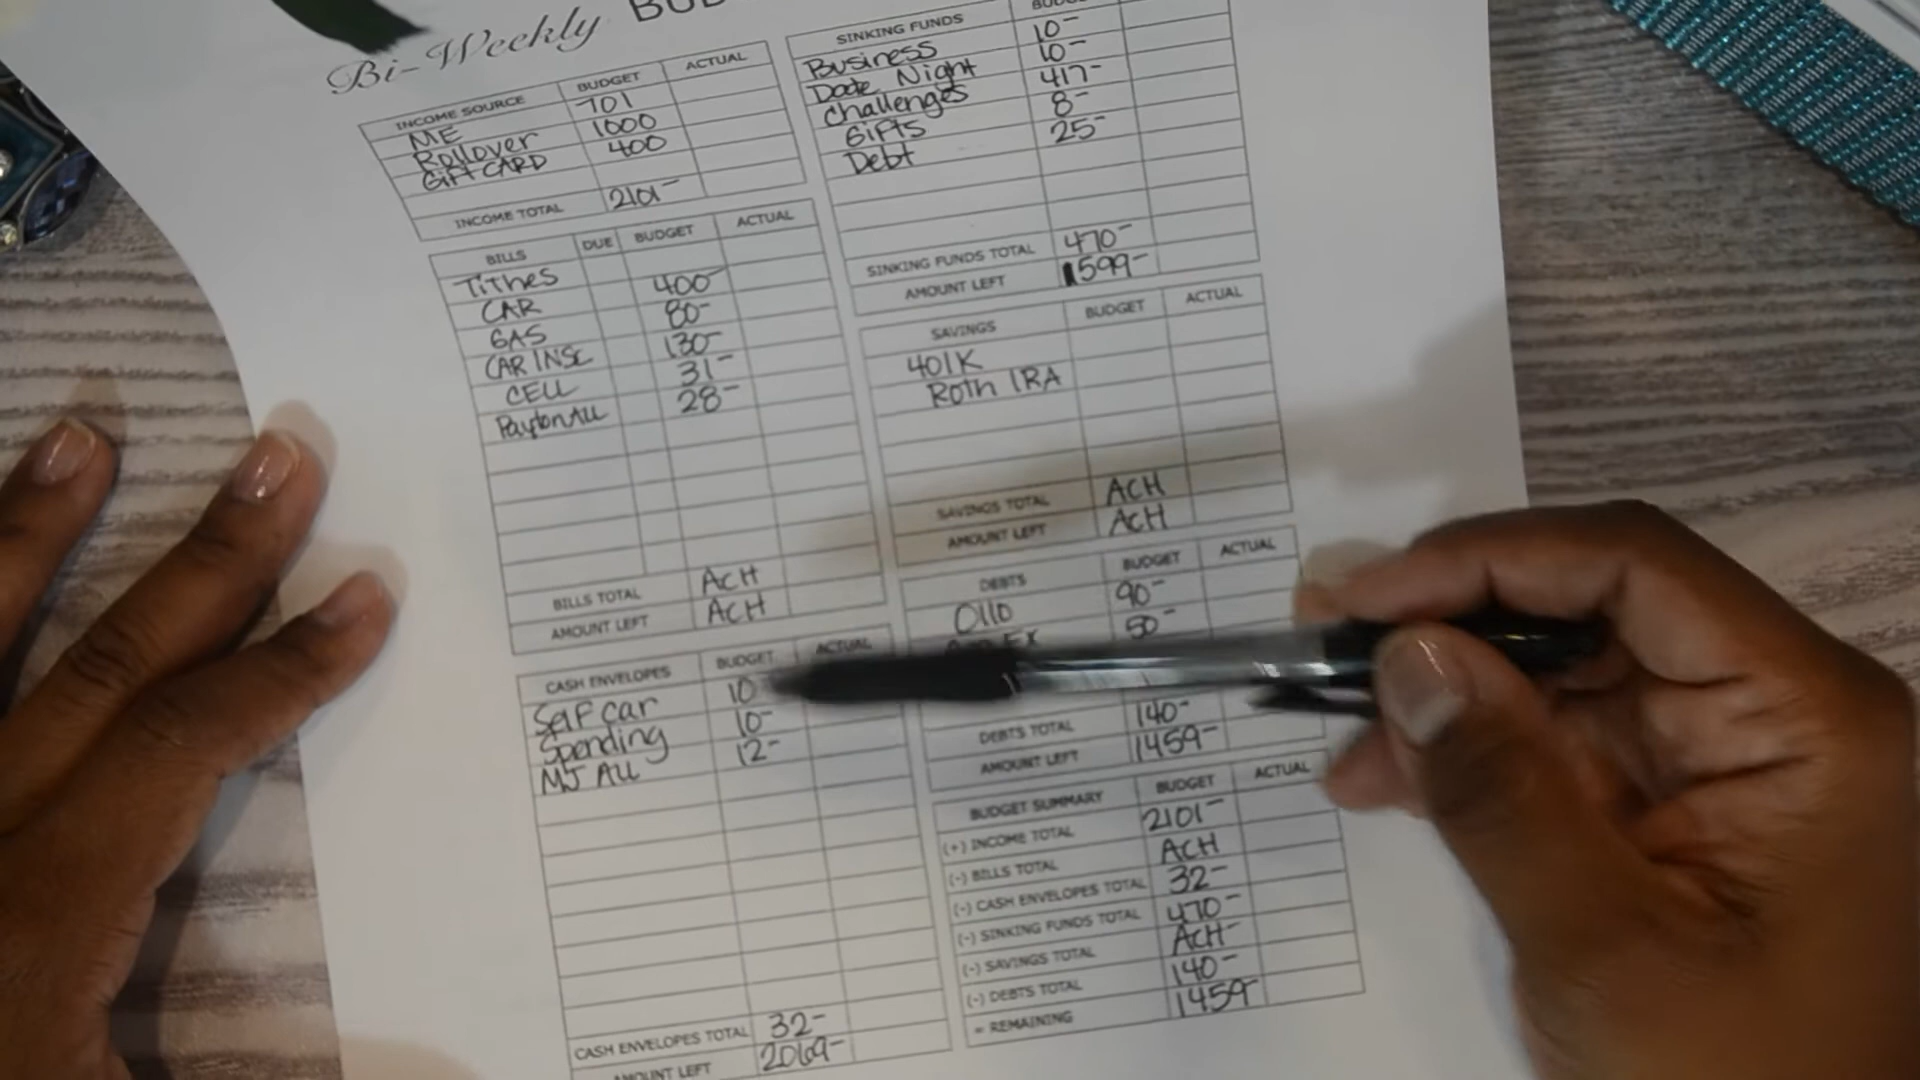 Bi-Weekly
INCOME SOURCE BUDGET ACTUAL
ME 701
Rollover 1000
Gift CARD 400
INCOME TOTAL 2101-
BILLS DUE BUDGET ACTUAL
Tithes
CAR 400-
GAS 80-
CAR INSC 130-
CELL 31-
Payton All 28-
BILLS TOTAL ACH
AMOUNT LEFT ACH
CASH ENVELOPES BUDGET ACTUAL
Self car 10-
Spending 10-
MJ All 12-
CASH ENVELOPES TOTAL 32-
AMOUNT LEFT 2069-
SINKING FUNDS
Business 10-
Date Night 10-
Challenges 417-
Gifts 8-
Debt 25-
SINKING FUNDS TOTAL 470-
AMOUNT LEFT 1599-
SAVINGS BUDGET ACTUAL
401K
Roth IRA
SAVINGS TOTAL ACH
AMOUNT LEFT ACH
DEBTS BUDGET ACTUAL
Ollo 90-
50-
DEBTS TOTAL 140-
AMOUNT LEFT 1459-
BUDGET SUMMARY BUDGET ACTUAL
(+) INCOME TOTAL 2101-
(-) BILLS TOTAL ACH
(-) CASH ENVELOPES TOTAL 32-
(-) SINKING FUNDS TOTAL 470-
(-) SAVINGS TOTAL ACH-
(-) DEBTS TOTAL 140-
= REMAINING 1459-